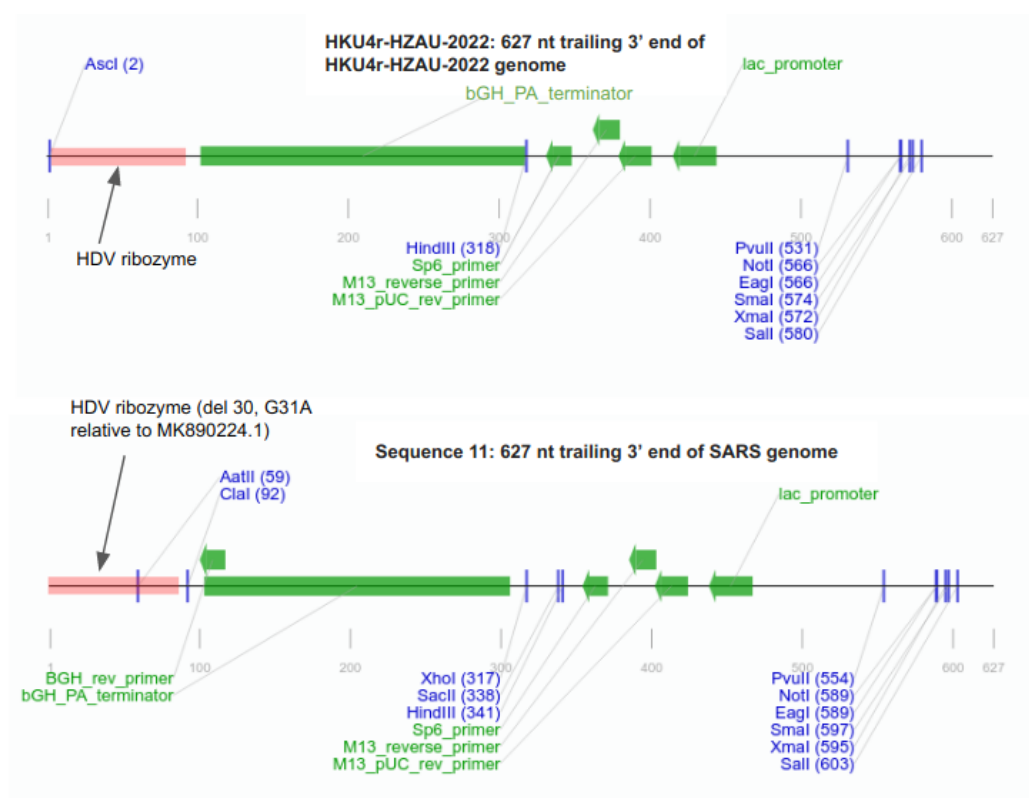 HKU4r-HZAU-2022: 627 nt trailing 3’ end of
HKU4r-HZAU-2022 genome
AscI (2)
lac_promoter
bGH_PA_terminator
1
100
200
300
400
500
600
627
HDV ribozyme
HindIII (318)
Sp6_primer
M13_reverse_primer
M13_pUC_rev_primer
PvuII (531)
NotI (566)
EagI (566)
SmaI (574)
XmaI (572)
SalI (580)
HDV ribozyme (del 30, G31A
relative to MK890224.1)
Sequence 11: 627 nt trailing 3’ end of SARS genome
AatII (59)
ClaI (92)
lac_promoter
1
100
200
300
400
500
600
627
BGH_rev_primer
bGH_PA_terminator
XhoI (317)
SacII (338)
HindIII (341)
Sp6_primer
M13_reverse_primer
M13_pUC_rev_primer
PvuII (554)
NotI (589)
EagI (589)
SmaI (597)
XmaI (595)
SalI (603)